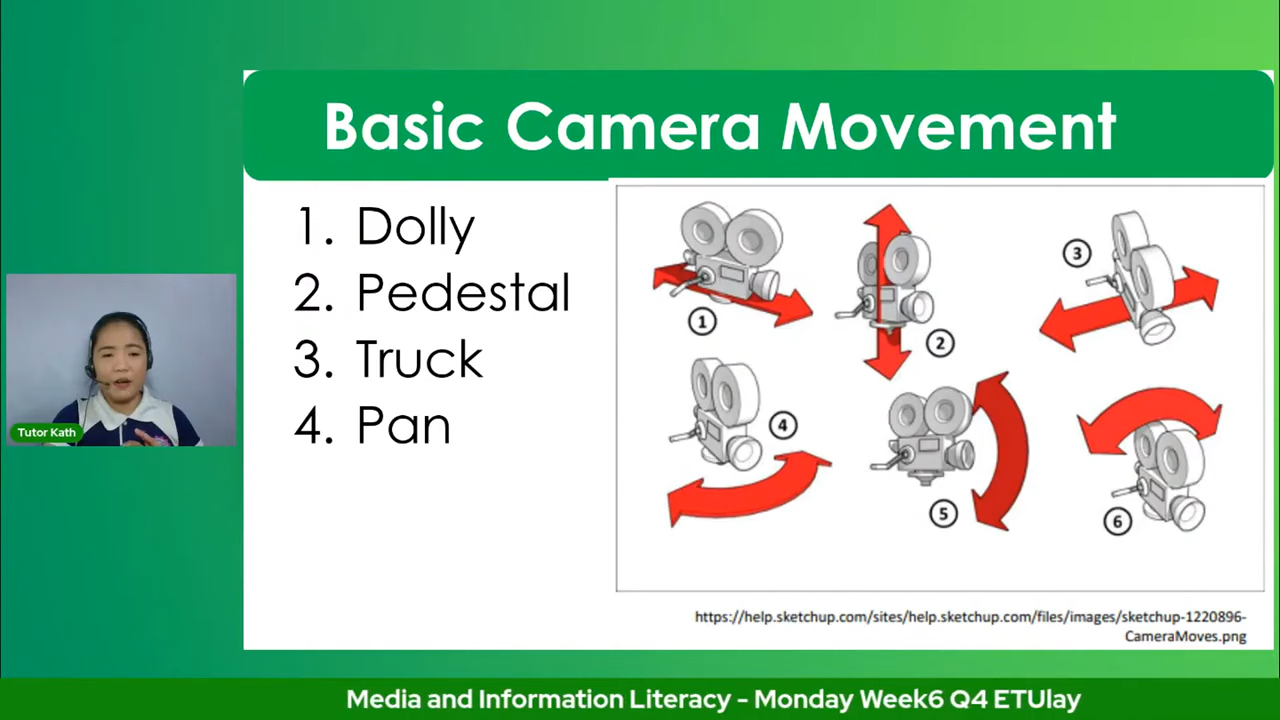 Basic Camera Movement
1. Dolly
2. Pedestal
3. Truck
4. Pan
1
2
3
4
5
6
https://help.sketchup.com/sites/help.sketchup.com/files/images/sketchup-1220896-
CameraMoves.png
Tutor Kath
Media and Information Literacy - Monday Week6 Q4 ETUlay